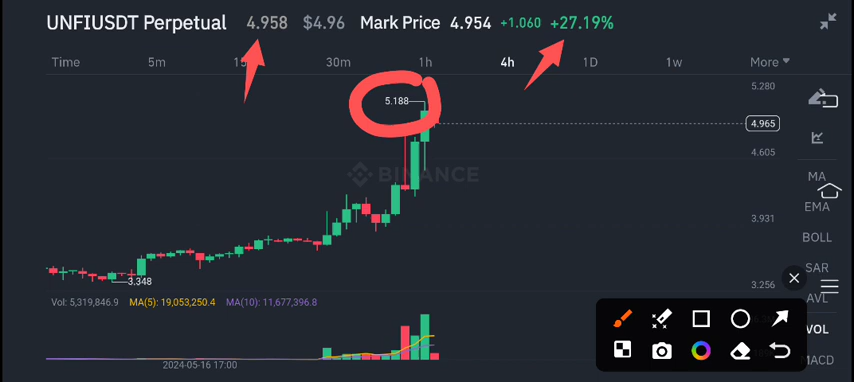 UNFIUSDT Perpetual 4.958 $4.96 Mark Price 4.954 +1.060 +27.19%
Time 5m 30m 1h 4h 1D 1w More
5.280
5.188
4.965
4.605
BINANCE
MA
3.931
EMA
BOLL
3.348
3.256
SAR
AVL
Vol: 5,319,846.9 MA(5): 19,053,250.4 MA(10): 11,677,396.8
VOL
MACD
2024-05-16 17:00